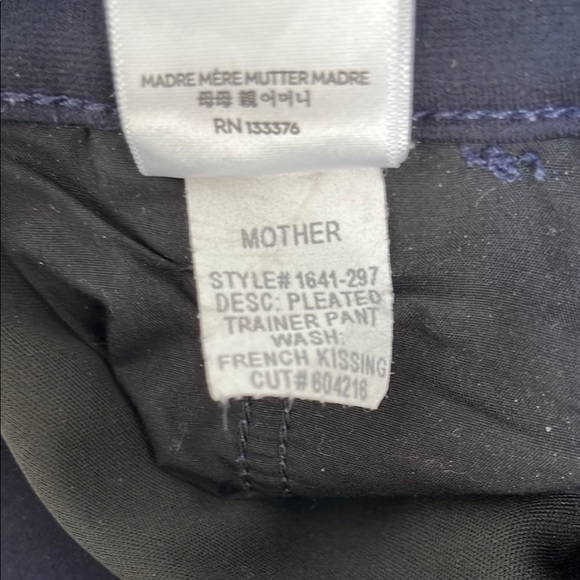 MADRE MÈRE MUTTER MADRE
母母 親 어머니
RN 133376
MOTHER
STYLE# 1641-297
DESC: PLEATED
TRAINER PANT
WASH:
FRENCH KISSING
CUT# 604216